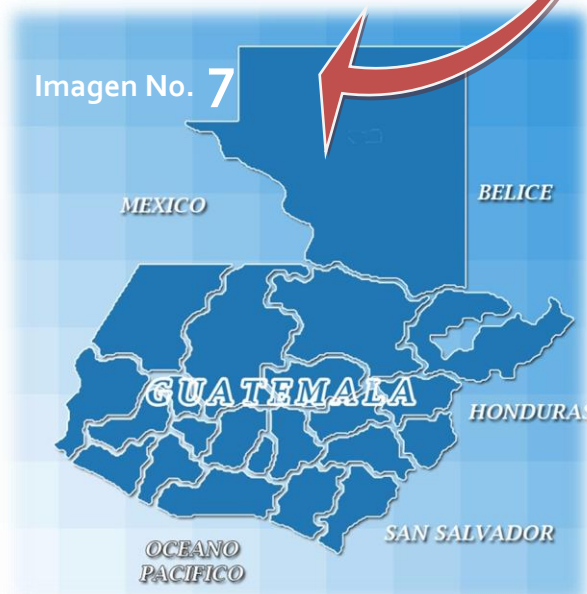 Imagen No. 7
MEXICO
BELICE
GUATEMALA
HONDURAS
SAN SALVADOR
OCEANO
PACIFICO